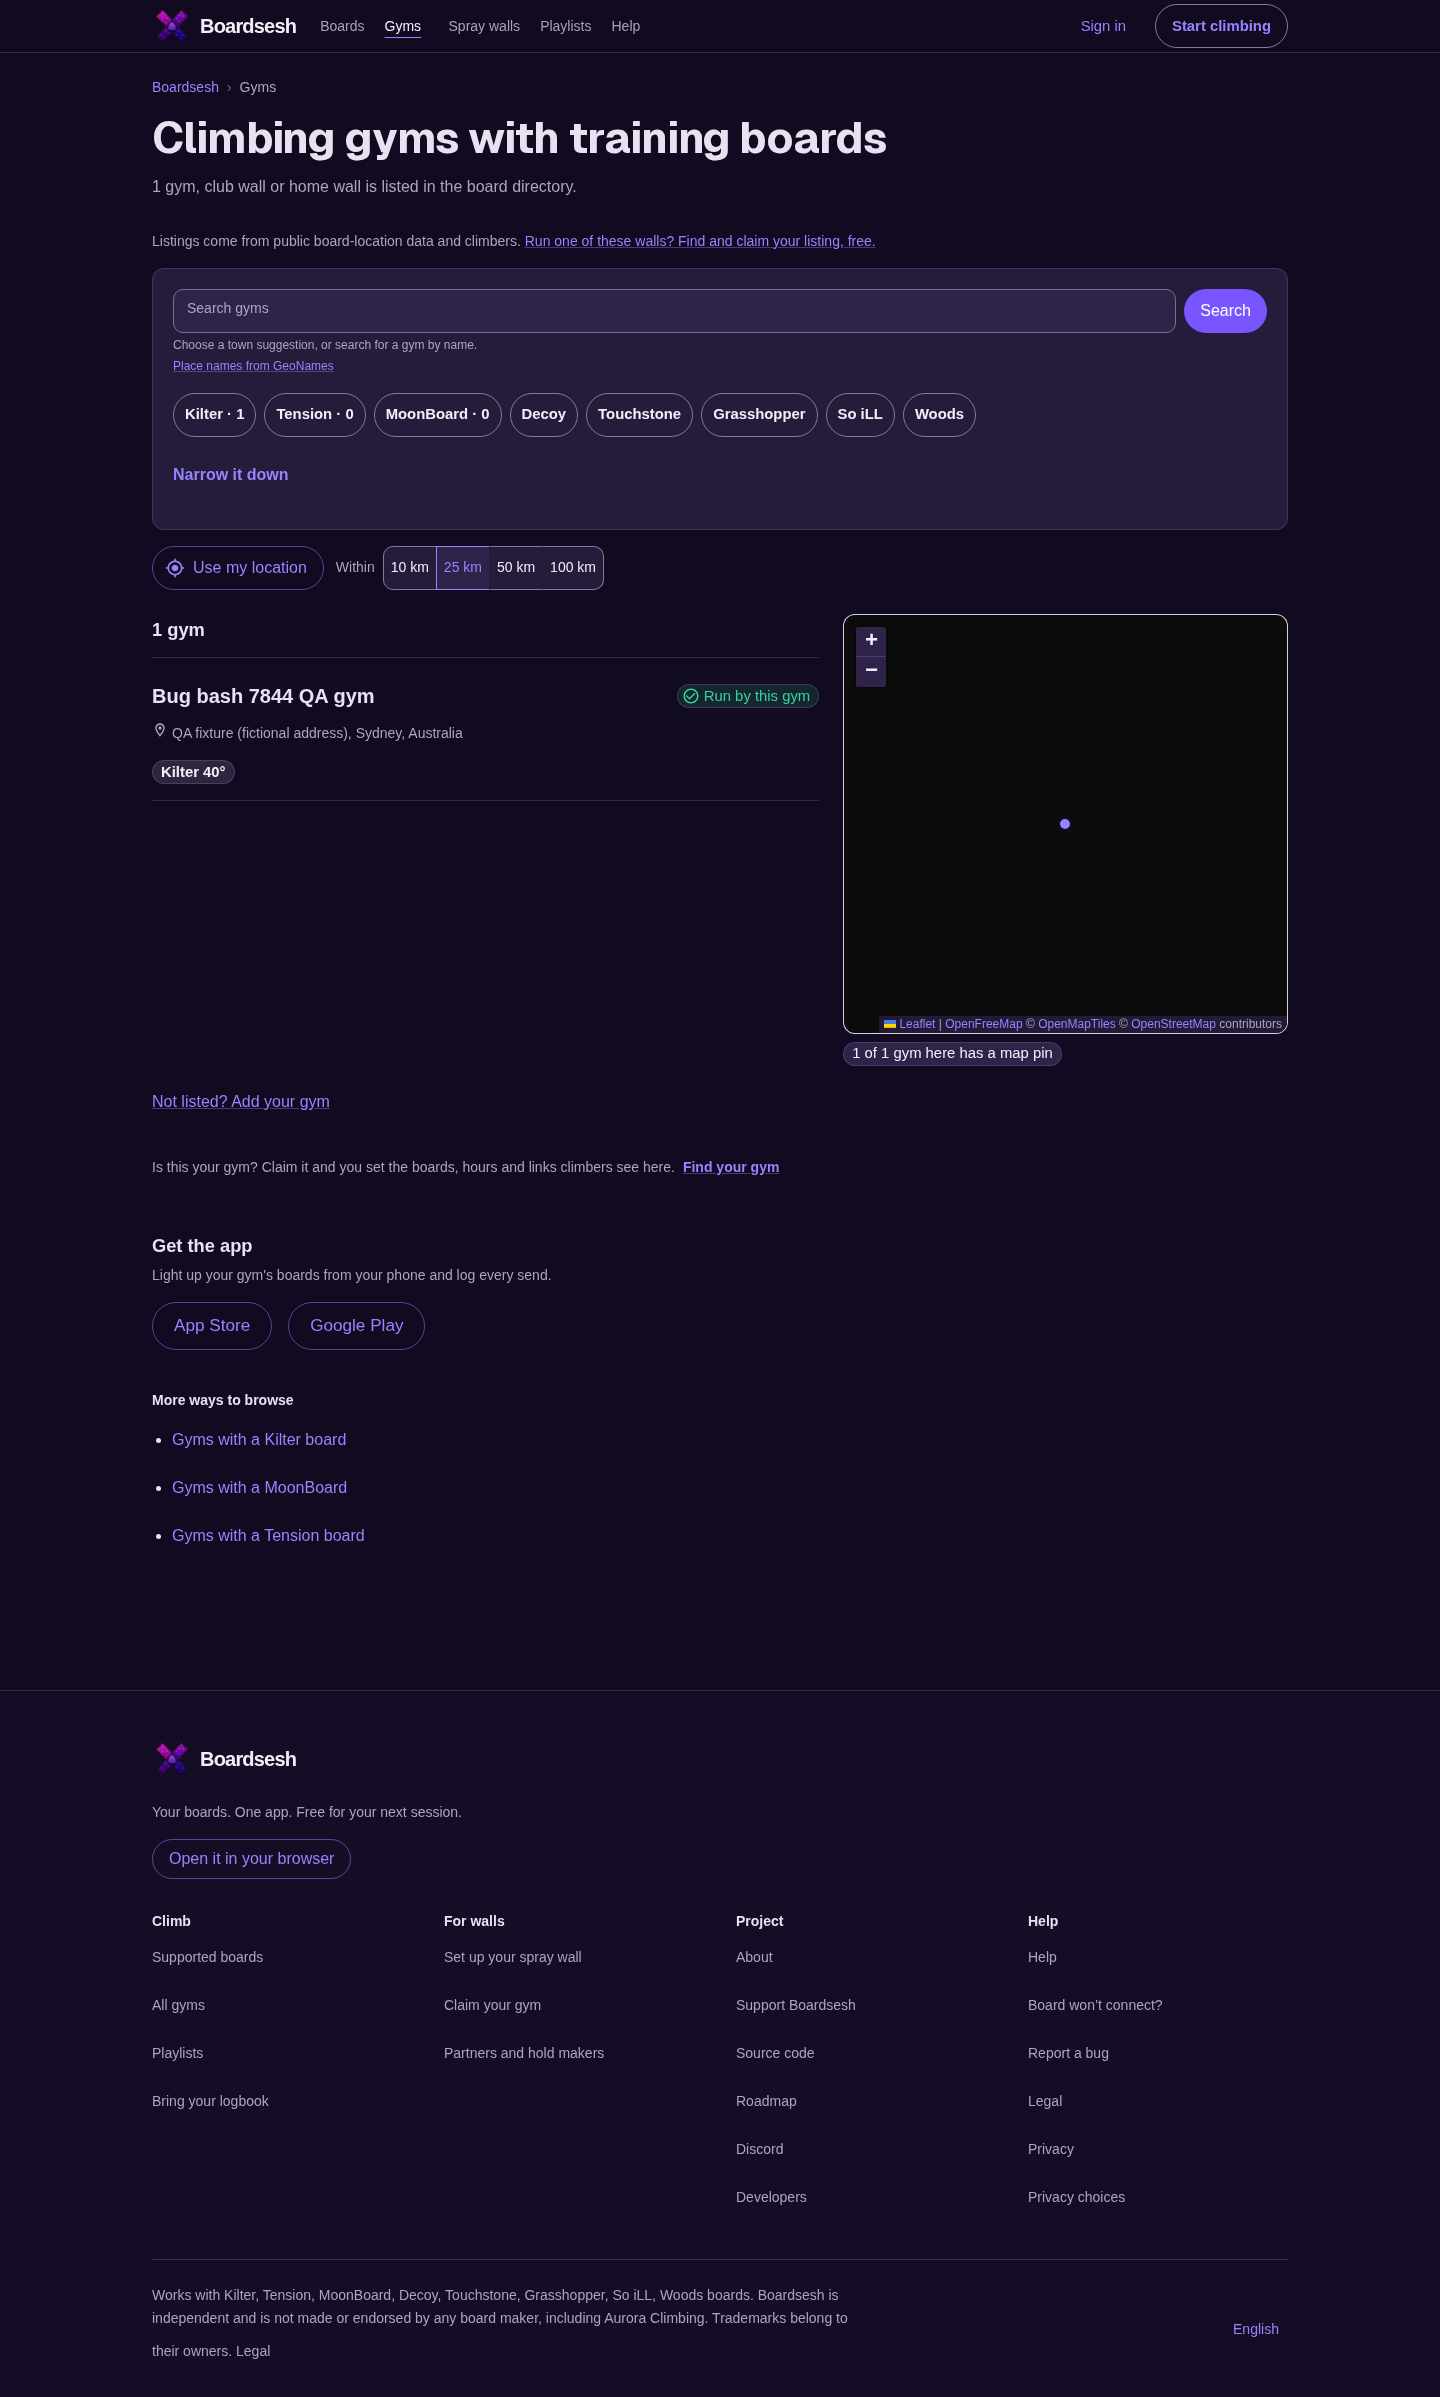 Boardsesh Boards Gyms Spray walls Playlists Help Sign in Start climbing
Boardsesh › Gyms
Climbing gyms with training boards
1 gym, club wall or home wall is listed in the board directory.
Listings come from public board-location data and climbers. Run one of these walls? Find and claim your listing, free.
Search gyms
Search
Choose a town suggestion, or search for a gym by name.
Place names from GeoNames
Kilter · 1 Tension · 0 MoonBoard · 0 Decoy Touchstone Grasshopper So iLL Woods
Narrow it down
Use my location Within 10 km 25 km 50 km 100 km
1 gym
Bug bash 7844 QA gym Run by this gym
QA fixture (fictional address), Sydney, Australia
Kilter 40°
+
−
Leaflet | OpenFreeMap © OpenMapTiles © OpenStreetMap contributors
1 of 1 gym here has a map pin
Not listed? Add your gym
Is this your gym? Claim it and you set the boards, hours and links climbers see here. Find your gym
Get the app
Light up your gym's boards from your phone and log every send.
App Store Google Play
More ways to browse
• Gyms with a Kilter board
• Gyms with a MoonBoard
• Gyms with a Tension board
Boardsesh
Your boards. One app. Free for your next session.
Open it in your browser
Climb
Supported boards
All gyms
Playlists
Bring your logbook
For walls
Set up your spray wall
Claim your gym
Partners and hold makers
Project
About
Support Boardsesh
Source code
Roadmap
Discord
Developers
Help
Help
Board won’t connect?
Report a bug
Legal
Privacy
Privacy choices
Works with Kilter, Tension, MoonBoard, Decoy, Touchstone, Grasshopper, So iLL, Woods boards. Boardsesh is
independent and is not made or endorsed by any board maker, including Aurora Climbing. Trademarks belong to
their owners. Legal
English